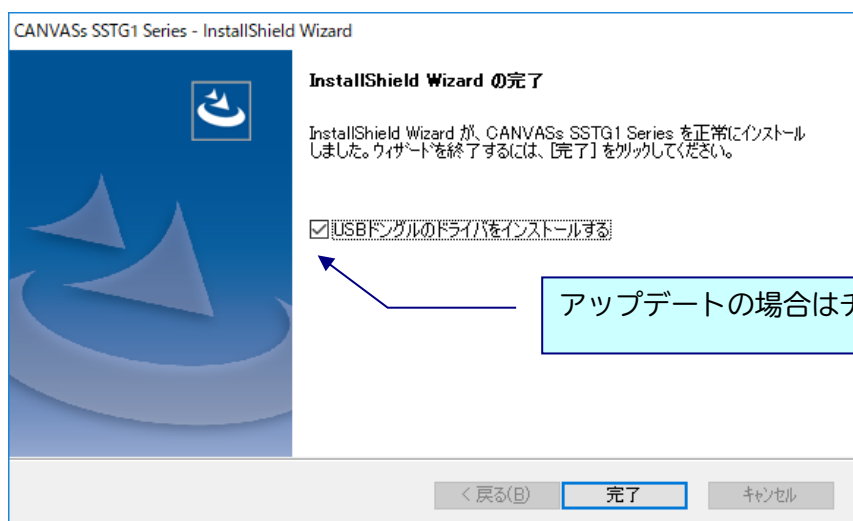 CANVASs SSTG1 Series - InstallShield Wizard
InstallShield Wizard の完了
InstallShield Wizard が、CANVASs SSTG1 Series を正常にインストール
しました。ウィザードを終了するには、[完了] をクリックしてください。
USBドングルのドライバをインストールする
アップデートの場合は
< 戻る(B)
完了
キャンセル